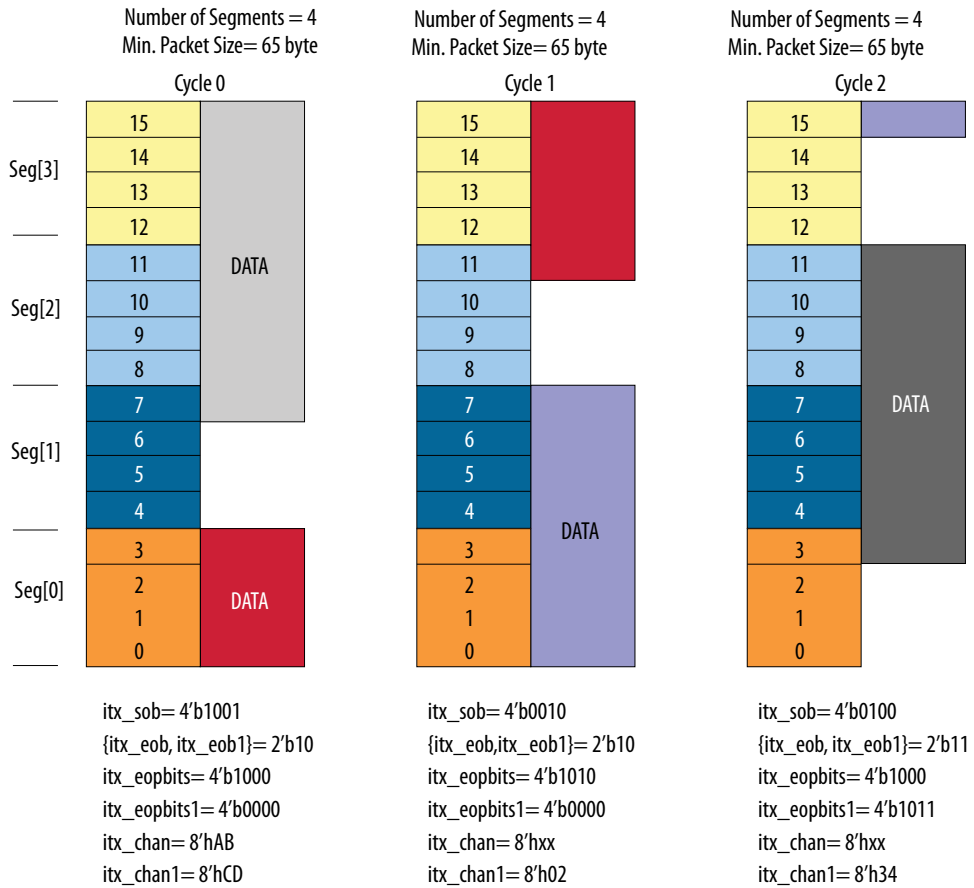 Number of Segments = 4
Min. Packet Size= 65 byte
Cycle 0
Seg[3]
Seg[2]
Seg[1]
Seg[0]
15
14
13
12
11
10
9
8
7
6
5
4
3
2
1
0
DATA
DATA
itx_sob= 4’b1001
{itx_eob, itx_eob1}= 2’b10
itx_eopbits= 4’b1000
itx_eopbits1= 4’b0000
itx_chan= 8’hAB
itx_chan1= 8’hCD
Number of Segments = 4
Min. Packet Size= 65 byte
Cycle 1
15
14
13
12
11
10
9
8
7
6
5
4
3
2
1
0
DATA
itx_sob= 4’b0010
{itx_eob,itx_eob1}= 2’b10
itx_eopbits= 4’b1010
itx_eopbits1= 4’b0000
itx_chan= 8’hxx
itx_chan1= 8’h02
Number of Segments = 4
Min. Packet Size= 65 byte
Cycle 2
15
14
13
12
11
10
9
8
7
6
5
4
3
2
1
0
DATA
itx_sob= 4’b0100
{itx_eob, itx_eob1}= 2’b11
itx_eopbits= 4’b1000
itx_eopbits1= 4’b1011
itx_chan= 8’hxx
itx_chan1= 8’h34